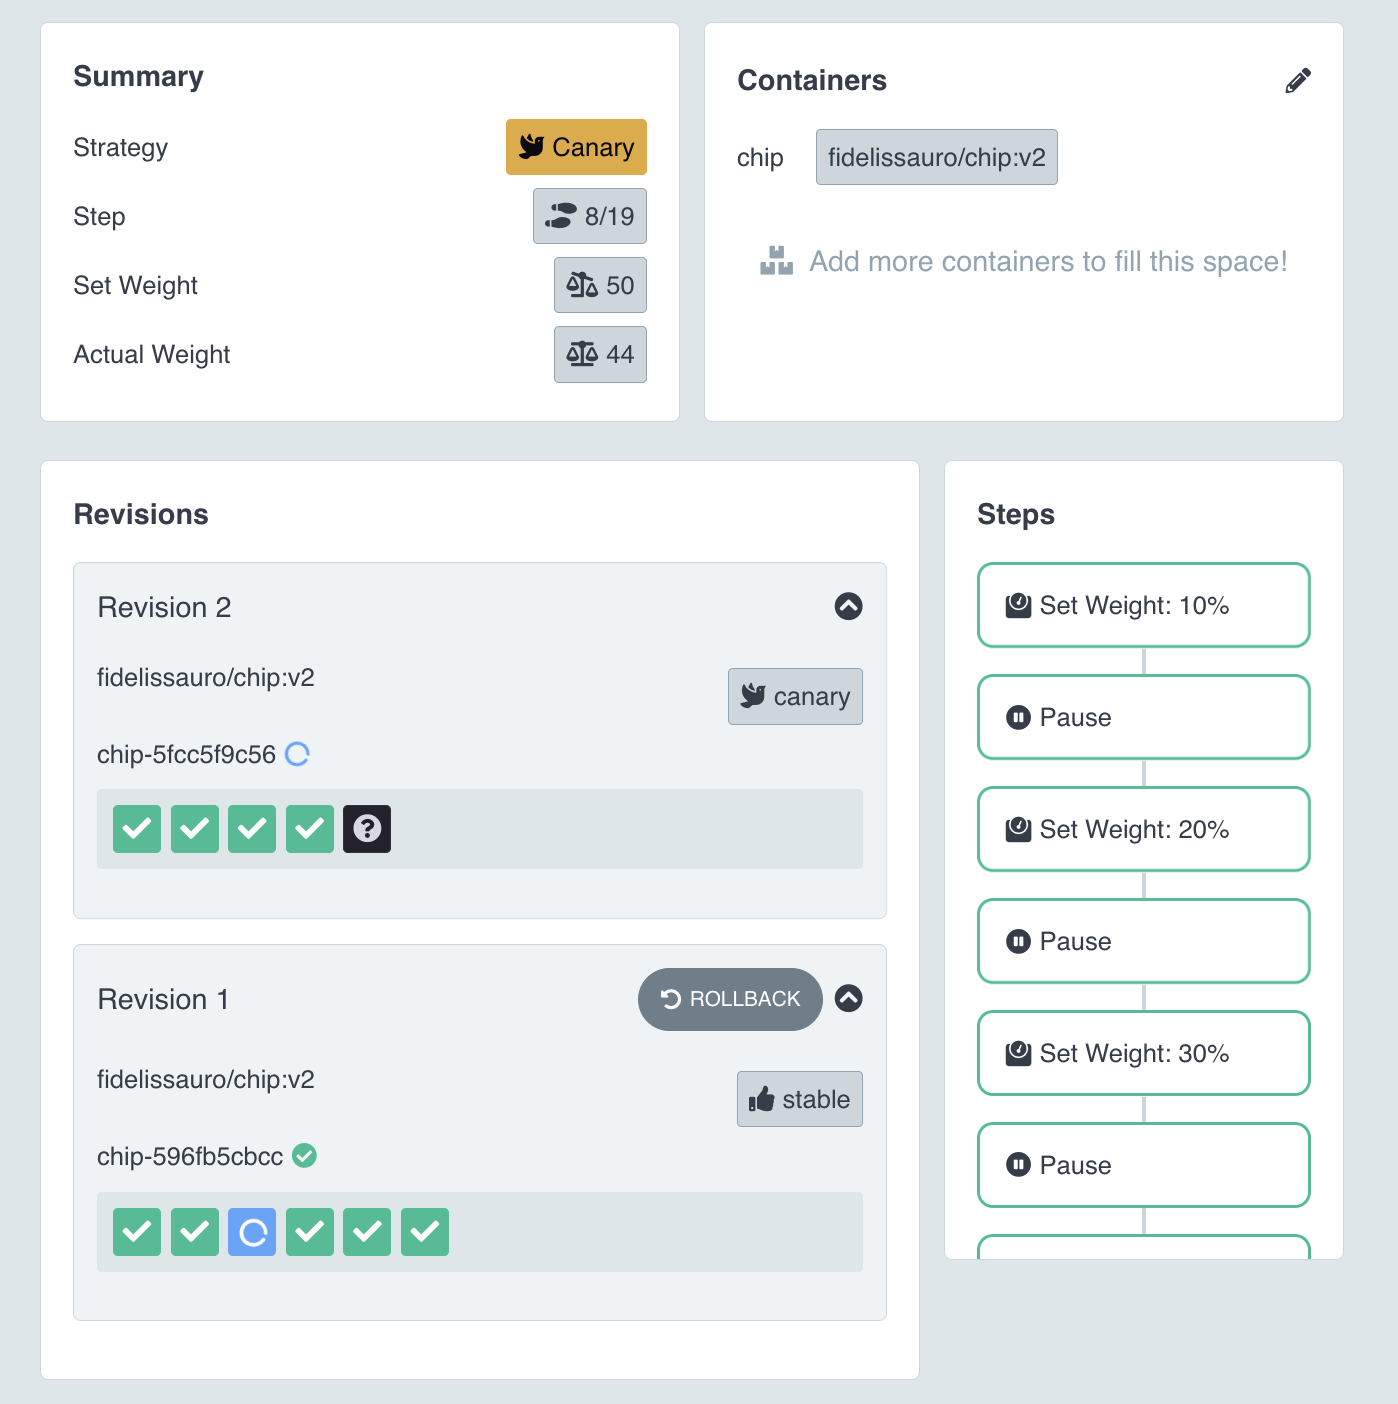 Summary
Strategy
Canary
Step
8/19
Set Weight
50
Actual Weight
44
Containers
chip
fidelissauro/chip:v2
Add more containers to fill this space!
Revisions
Revision 2
fidelissauro/chip:v2
canary
chip-5fcc5f9c56
?
Revision 1
ROLLBACK
fidelissauro/chip:v2
stable
chip-596fb5cbcc
Steps
Set Weight: 10%
Pause
Set Weight: 20%
Pause
Set Weight: 30%
Pause